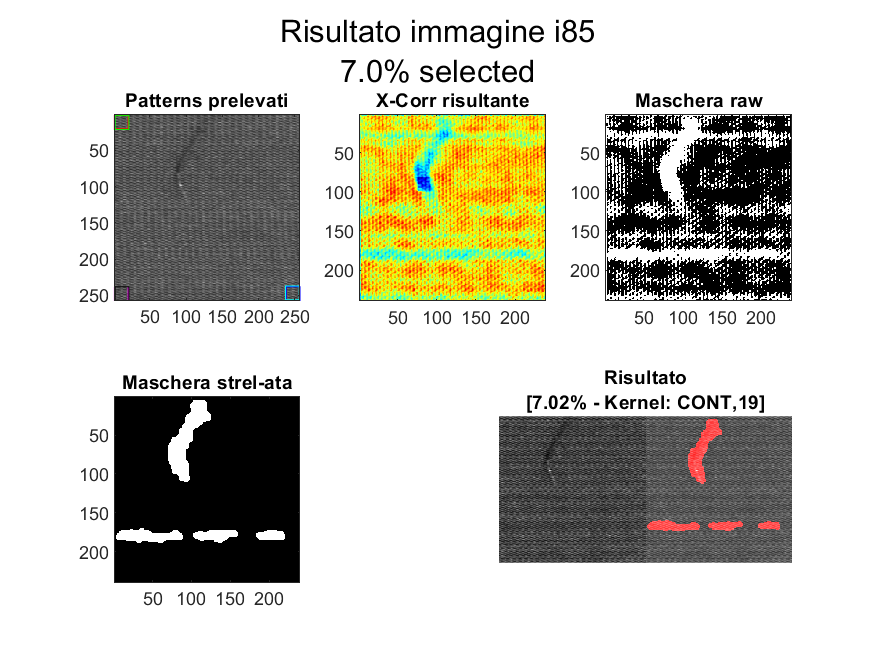 Risultato immagine i85
7.0% selected
Patterns prelevati
50
100
150
200
250
50 100 150 200 250
X-Corr risultante
50
100
150
200
50 100 150 200
Maschera raw
50
100
150
200
50 100 150 200
Maschera strel-ata
50
100
150
200
50 100 150 200
Risultato
[7.02% - Kernel: CONT,19]